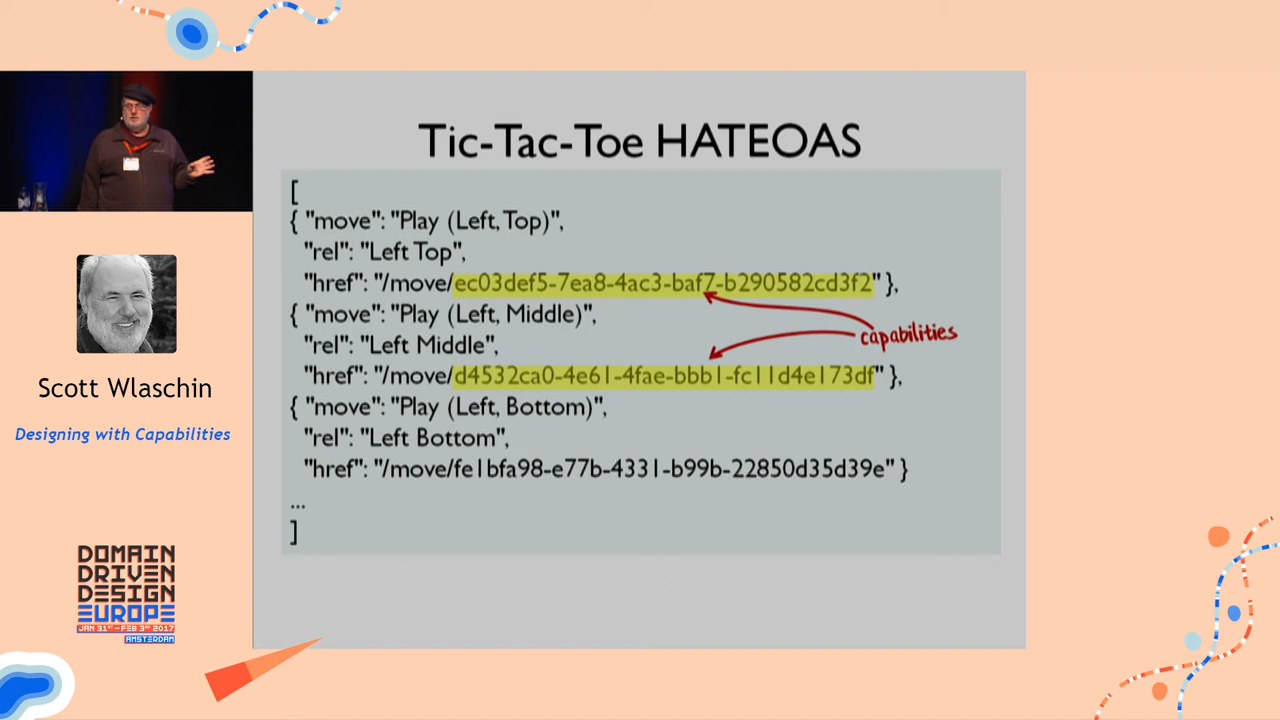 Tic-Tac-Toe HATEOAS
[
{ "move": "Play (Left, Top)",
"rel": "Left Top",
"href": "/move/ec03def5-7ea8-4ac3-baf7-b290582cd3f2" },
{ "move": "Play (Left, Middle)",
"rel": "Left Middle",
"href": "/move/d4532ca0-4e61-4fae-bbb1-fc11d4e173df" },
{ "move": "Play (Left, Bottom)",
"rel": "Left Bottom",
"href": "/move/fe1bfa98-e77b-4331-b99b-22850d35d39e" }
...
]
capabilities
Scott Wlaschin
Designing with Capabilities
DOMAIN
DRIVEN
DESIGN
EUROPE
JAN 31ST-FEB 3RD 2017
AMSTERDAM